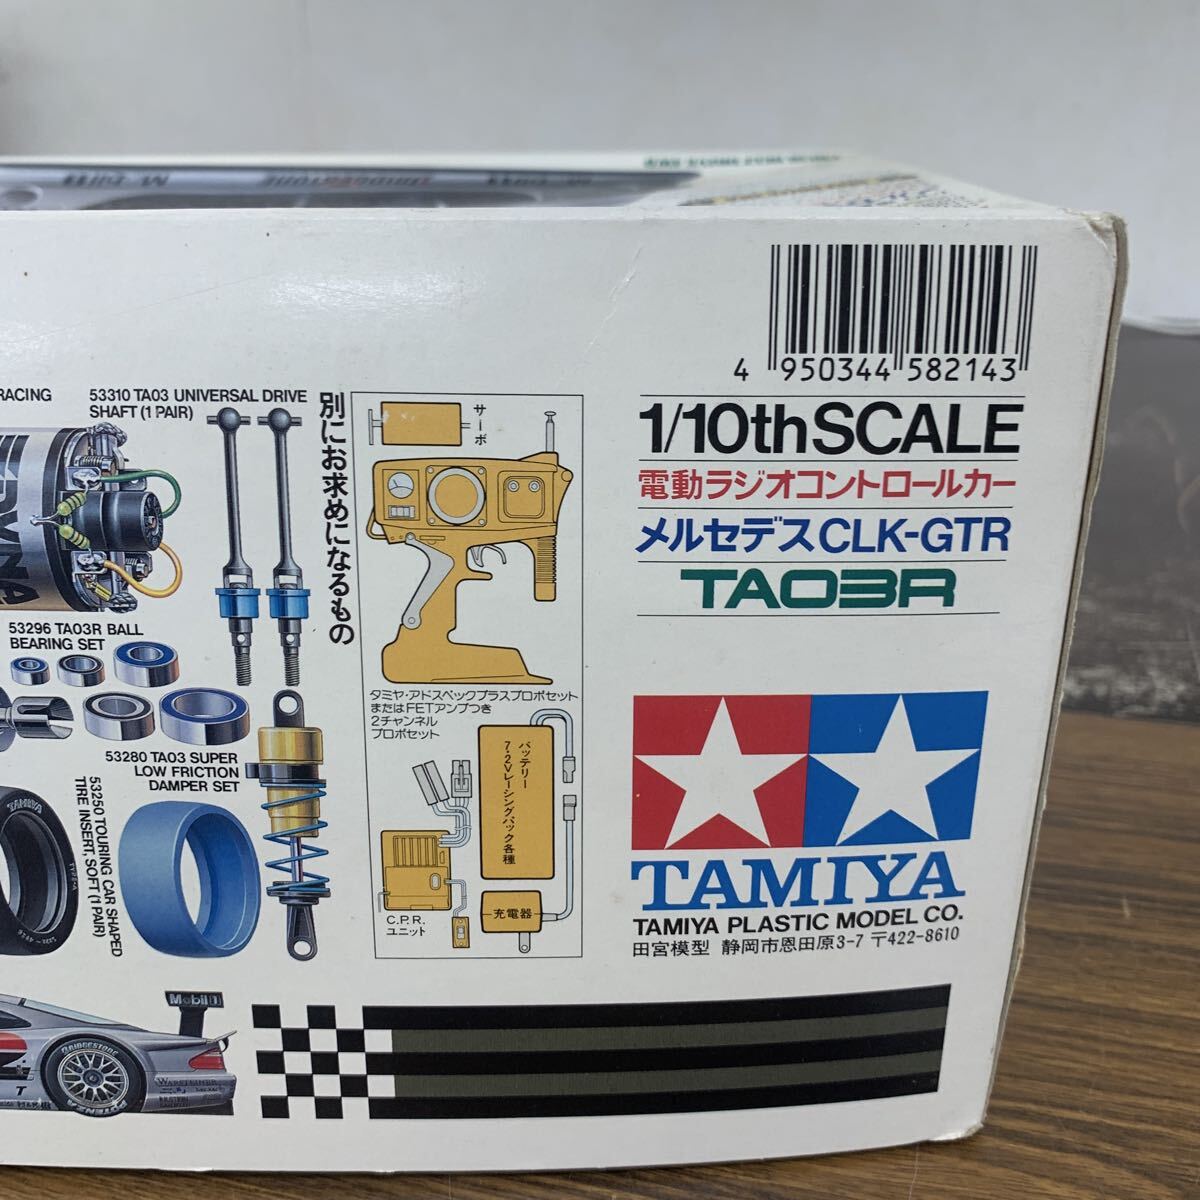 RACING
53310 TA03 UNIVERSAL DRIVE
SHAFT (1 PAIR)
53296 TA03R BALL
BEARING SET
53280 TA03 SUPER
LOW FRICTION
DAMPER SET
53250 TOURING CAR SHAPED
TIRE INSERT, SOFT (1 PAIR)
TAMIYA
別にお求めになるもの
サーボ
タミヤ・アドスペックプラスプロポセット
またはFETアンプつき
2チャンネル
プロポセット
バッテリー
7.2Vレーシングパック各種
C.P.R.
ユニット
充電器
4 950344 582143
1/10th SCALE
電動ラジオコントロールカー
メルセデスCLK-GTR
TA03R
TAMIYA
TAMIYA PLASTIC MODEL CO.
田宮模型 静岡市恩田原3-7 〒422-8610
Mobil 1
BRIDGESTONE
POTENZA
WARSTEINER